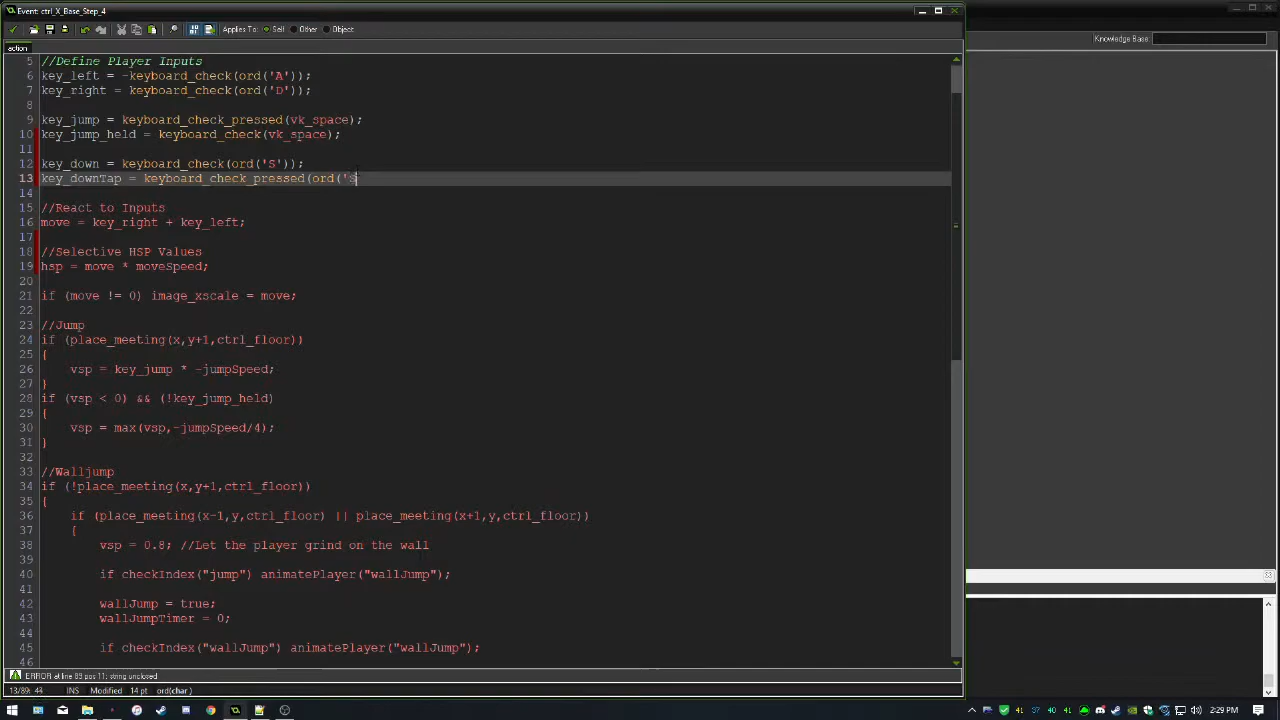 Event: ctrl_X_Base_Step_4
Applies To: Self Other Object
Knowledge Base:
action
5 //Define Player Inputs
6 key_left = -keyboard_check(ord('A'));
7 key_right = keyboard_check(ord('D'));
8
9 key_jump = keyboard_check_pressed(vk_space);
10 key_jump_held = keyboard_check(vk_space);
11
12 key_down = keyboard_check(ord('S'));
13 key_downTap = keyboard_check_pressed(ord('S
14
15 //React to Inputs
16 move = key_right + key_left;
17
18 //Selective HSP Values
19 hsp = move * moveSpeed;
20
21 if (move != 0) image_xscale = move;
22
23 //Jump
24 if (place_meeting(x,y+1,ctrl_floor))
25 {
26 vsp = key_jump * -jumpSpeed;
27 }
28 if (vsp < 0) && (!key_jump_held)
29 {
30 vsp = max(vsp,-jumpSpeed/4);
31 }
32
33 //Walljump
34 if (!place_meeting(x,y+1,ctrl_floor))
35 {
36 if (place_meeting(x-1,y,ctrl_floor) || place_meeting(x+1,y,ctrl_floor))
37 {
38 vsp = 0.8; //Let the player grind on the wall
39
40 if checkIndex("jump") animatePlayer("wallJump");
41
42 wallJump = true;
43 wallJumpTimer = 0;
44
45 if checkIndex("wallJump") animatePlayer("wallJump");
46
ERROR at line 89 pos 11: string unclosed
13/89: 44 INS Modified 14 pt ord(char )
41 37 40 41 2:29 PM